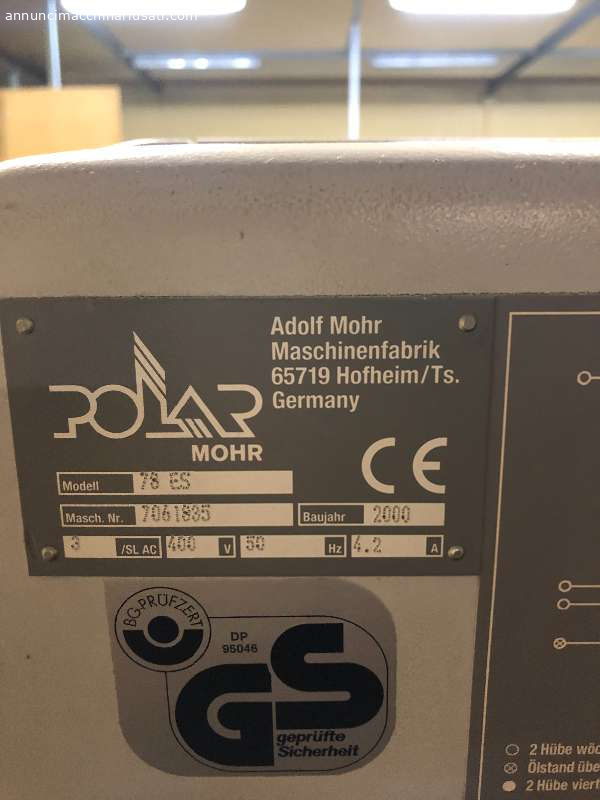 annuncimacchinariusati.com
Adolf Mohr
Maschinenfabrik
65719 Hofheim/Ts.
Germany
POLAR
MOHR
CE
Modell 78 ES
Masch. Nr. 7061835 Baujahr 2000
3 /SL AC 400 V 50 Hz 4.2 A
BG-PRÜFZERT
DP
95046
GS
geprüfte
Sicherheit
2 Hübe
Ölstand
2 Hübe